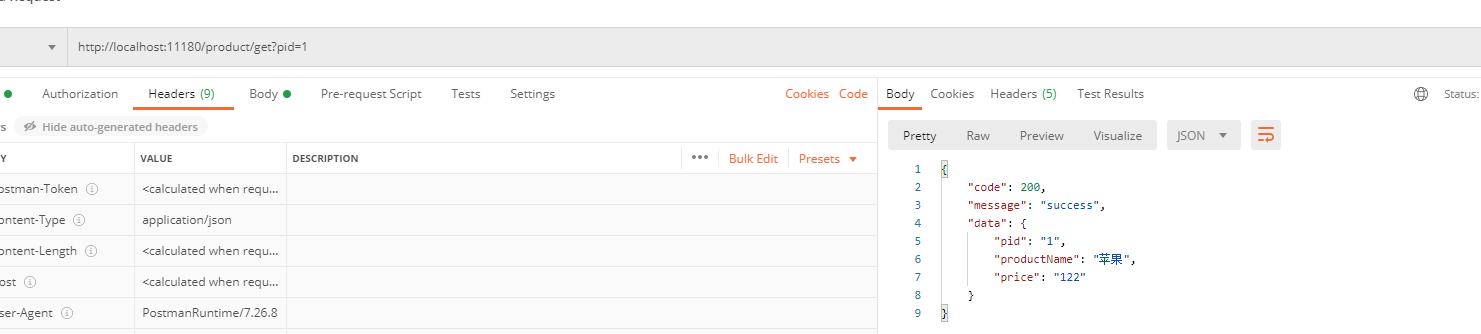 http://localhost:11180/product/get?pid=1
Authorization Headers (9) Body Pre-request Script Tests Settings Cookies Code
Body Cookies Headers (5) Test Results Status:
Hide auto-generated headers
Pretty Raw Preview Visualize JSON
VALUE DESCRIPTION ••• Bulk Edit Presets
ostman-Token <calculated when requ...
ontent-Type application/json
ontent-Length <calculated when requ...
ost <calculated when requ...
ser-Agent PostmanRuntime/7.26.8
1 {
2 "code": 200,
3 "message": "success",
4 "data": {
5 "pid": "1",
6 "productName": "苹果",
7 "price": "122"
8 }
9 }